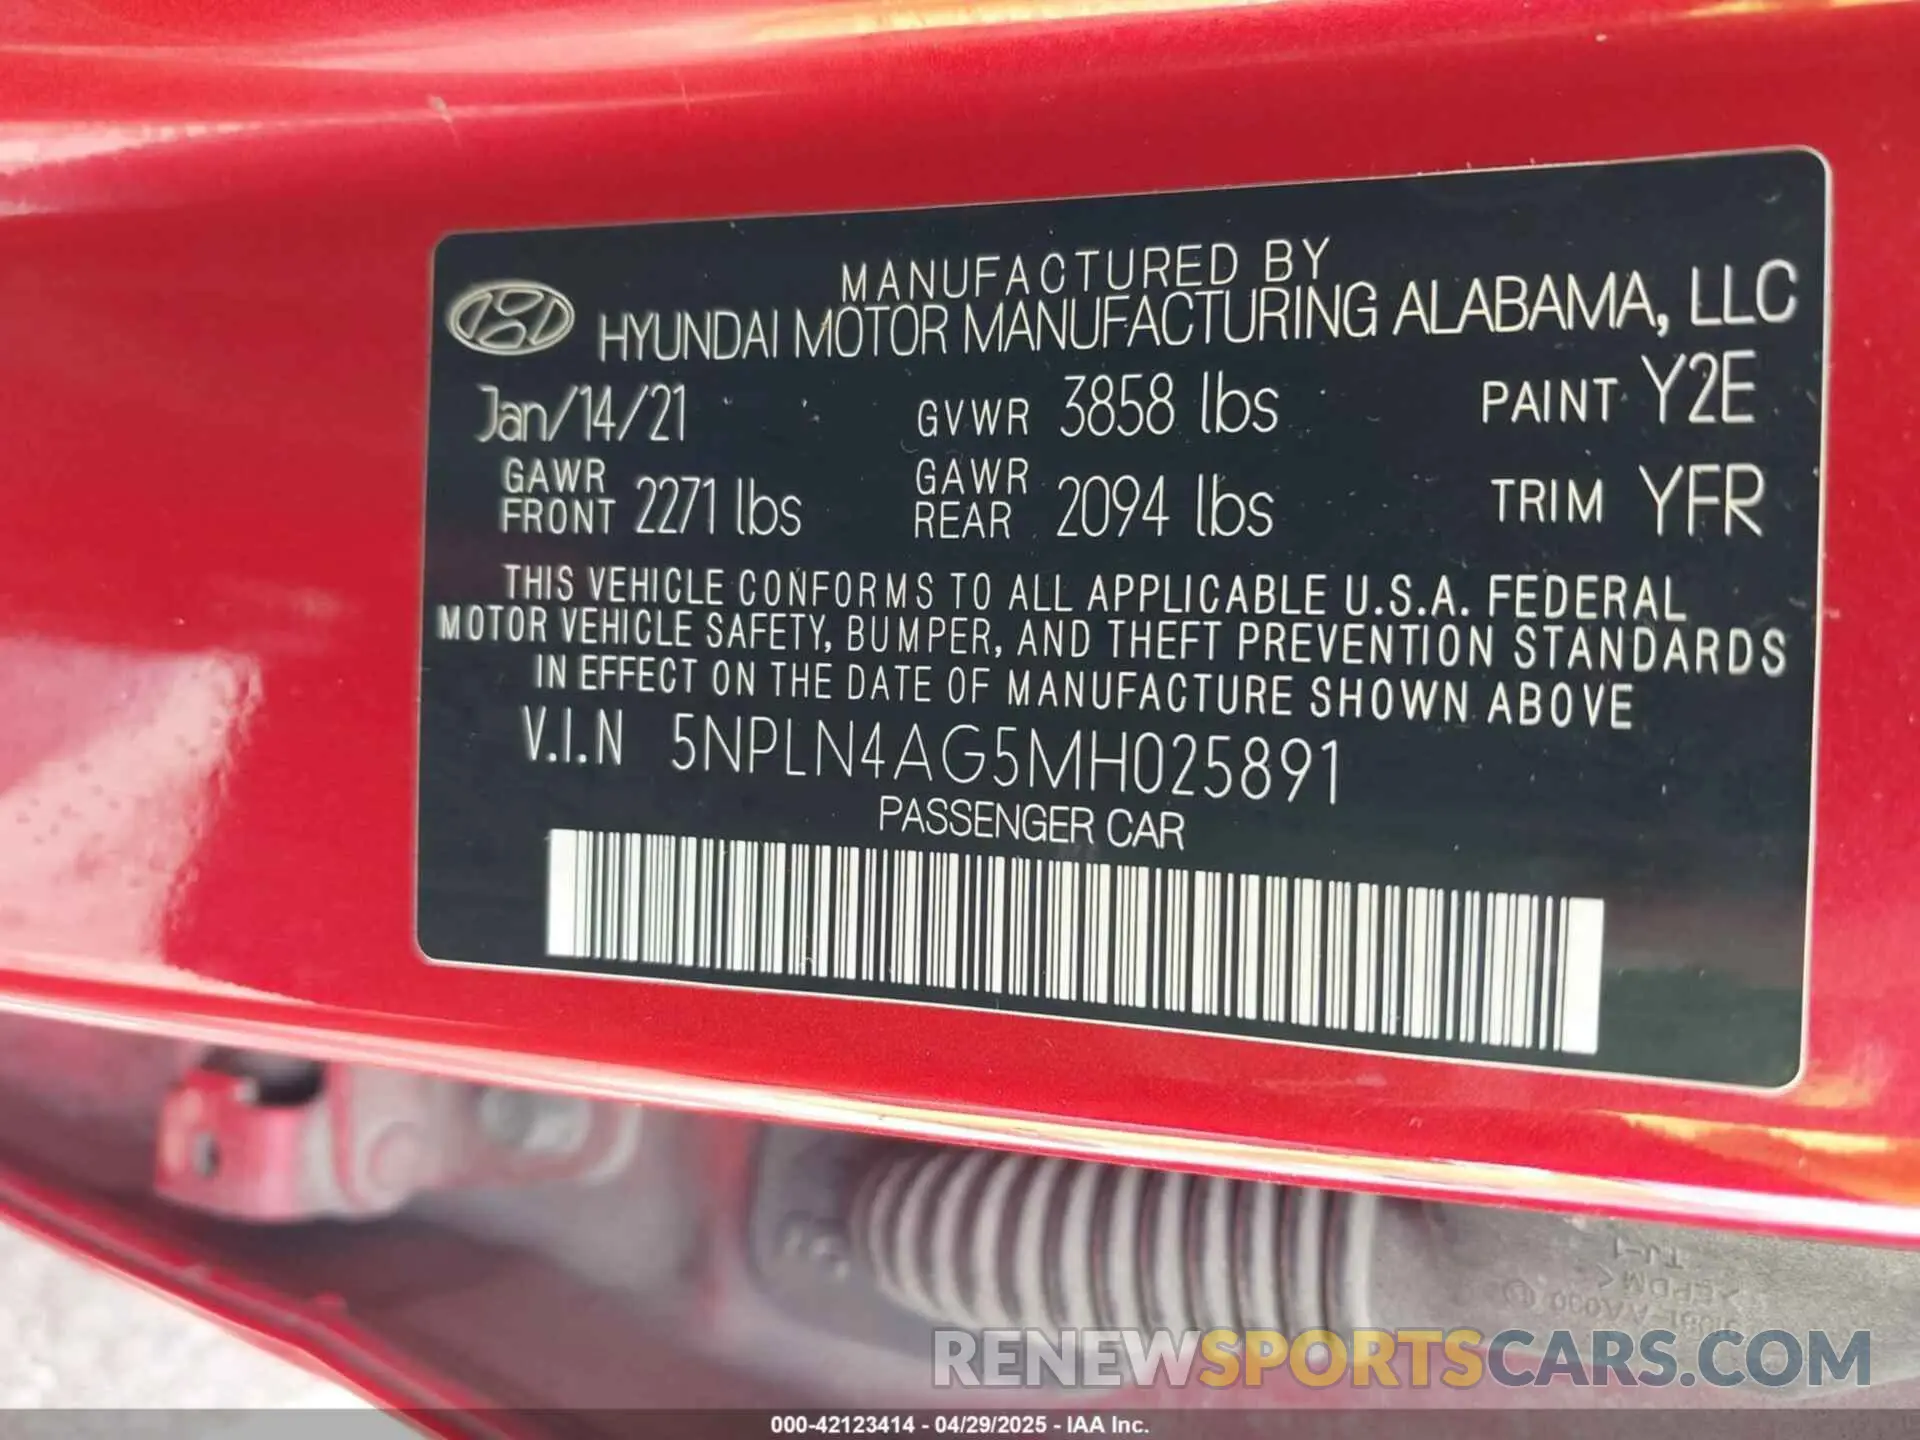 MANUFACTURED BY
HYUNDAI MOTOR MANUFACTURING ALABAMA, LLC
Jan/14/21 GVWR 3858 lbs PAINT Y2E
GAWR FRONT 2271 lbs GAWR REAR 2094 lbs TRIM YFR
THIS VEHICLE CONFORMS TO ALL APPLICABLE U.S.A. FEDERAL
MOTOR VEHICLE SAFETY, BUMPER, AND THEFT PREVENTION STANDARDS
IN EFFECT ON THE DATE OF MANUFACTURE SHOWN ABOVE
V.I.N 5NPLN4AG5MH025891
PASSENGER CAR
TJ-1
>EPDM<
RENEWSPORTSCARS.COM
000-42123414 - 04/29/2025 - IAA Inc.